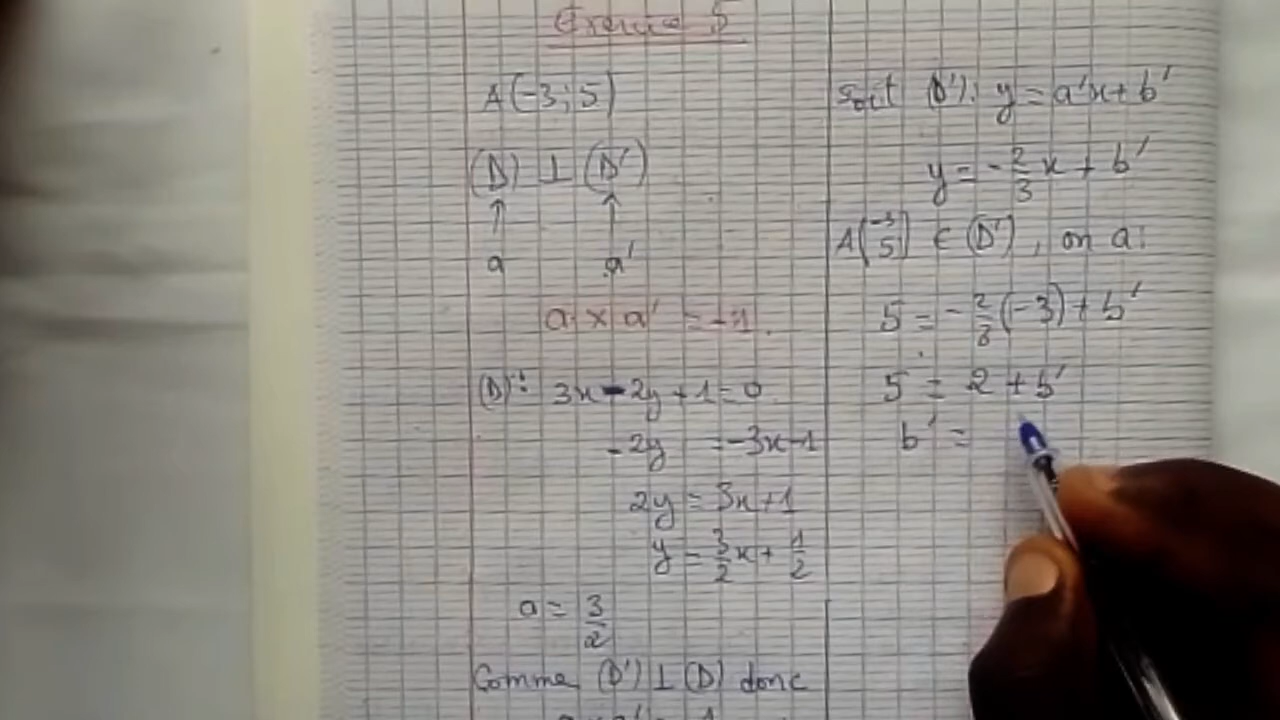 Exercice 5
A(-3;5)
(D) ⊥ (D')
↑ ↑
a a'
a × a' = -1.
(D): 3x - 2y + 1 = 0
-2y = -3x-1
2y = 3x+1
y = 3/2 x + 1/2
a = 3/2
Comme (D') ⊥ (D) donc
soit (D'): y = a'x + b'
y = -2/3 x + b'
A(-3 5) ∈ (D'), on a:
5 = -2/3 (-3) + b'
5 = 2 + b'
b' =